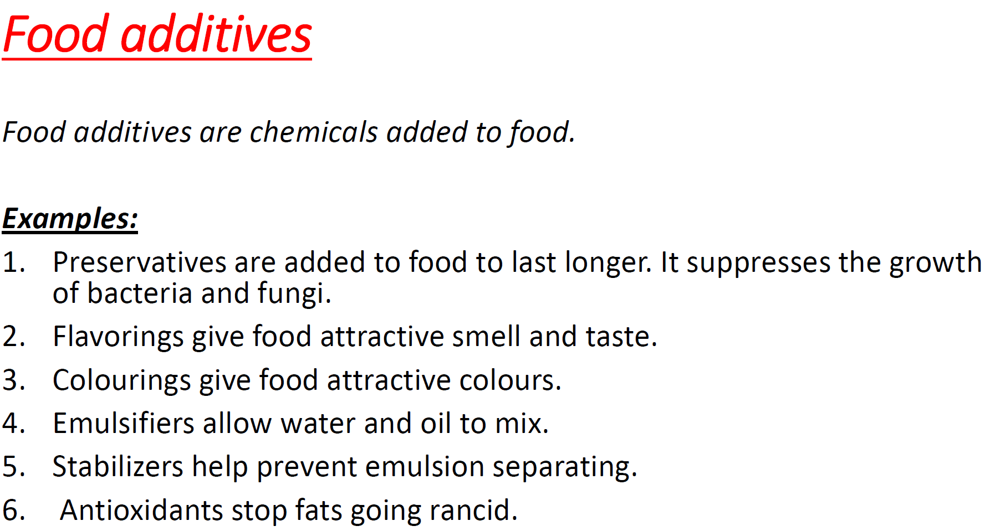 Food additives
Food additives are chemicals added to food.
Examples:
1. Preservatives are added to food to last longer. It suppresses the growth
of bacteria and fungi.
2. Flavorings give food attractive smell and taste.
3. Colourings give food attractive colours.
4. Emulsifiers allow water and oil to mix.
5. Stabilizers help prevent emulsion separating.
6. Antioxidants stop fats going rancid.